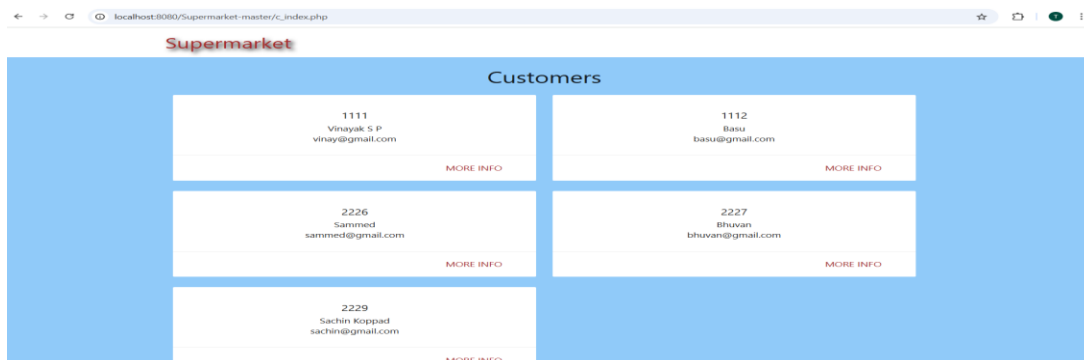 localhost:8080/Supermarket-master/c_index.php
T
Supermarket
Customers
1111
Vinayak S P
vinay@gmail.com
MORE INFO
1112
Basu
basu@gmail.com
MORE INFO
2226
Sammed
sammed@gmail.com
MORE INFO
2227
Bhuvan
bhuvan@gmail.com
MORE INFO
2229
Sachin Koppad
sachin@gmail.com
MORE INFO